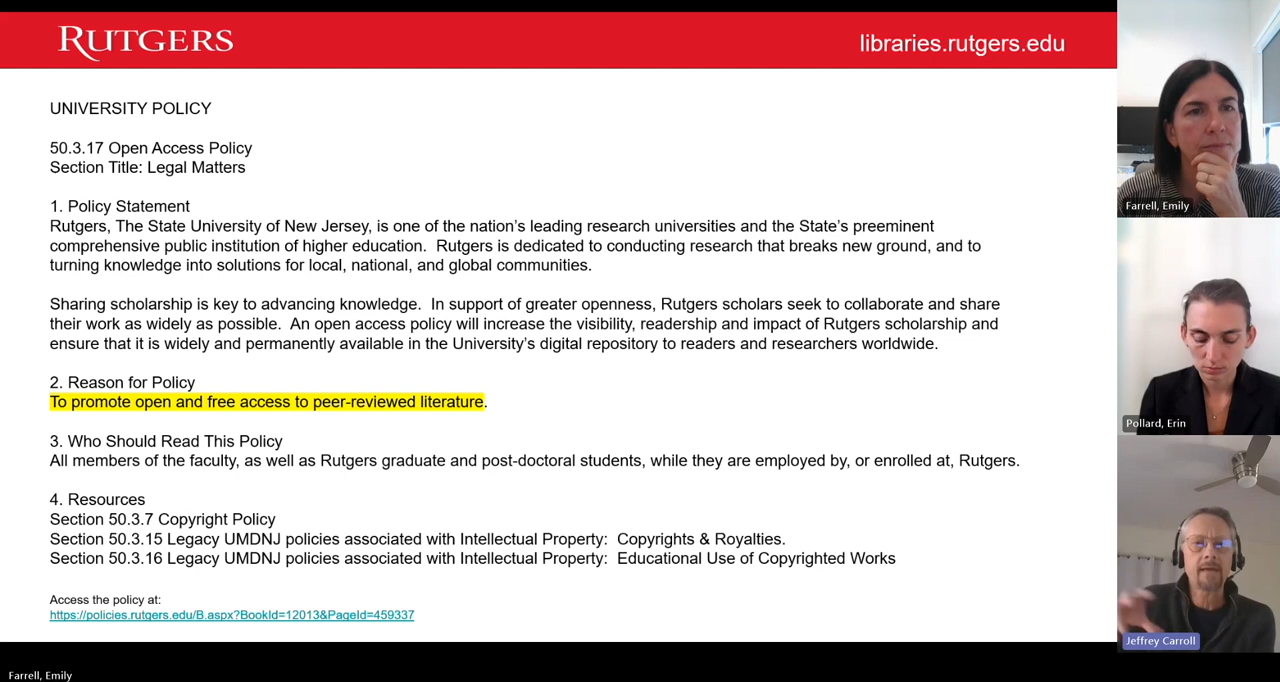 RUTGERS
libraries.rutgers.edu
UNIVERSITY POLICY
50.3.17 Open Access Policy
Section Title: Legal Matters
1. Policy Statement
Rutgers, The State University of New Jersey, is one of the nation's leading research universities and the State's preeminent
comprehensive public institution of higher education.  Rutgers is dedicated to conducting research that breaks new ground, and to
turning knowledge into solutions for local, national, and global communities.
Sharing scholarship is key to advancing knowledge.  In support of greater openness, Rutgers scholars seek to collaborate and share
their work as widely as possible.  An open access policy will increase the visibility, readership and impact of Rutgers scholarship and
ensure that it is widely and permanently available in the University's digital repository to readers and researchers worldwide.
2. Reason for Policy
To promote open and free access to peer-reviewed literature.
3. Who Should Read This Policy
All members of the faculty, as well as Rutgers graduate and post-doctoral students, while they are employed by, or enrolled at, Rutgers.
4. Resources
Section 50.3.7 Copyright Policy
Section 50.3.15 Legacy UMDNJ policies associated with Intellectual Property:  Copyrights & Royalties.
Section 50.3.16 Legacy UMDNJ policies associated with Intellectual Property:  Educational Use of Copyrighted Works
Access the policy at:
https://policies.rutgers.edu/B.aspx?BookId=12013&PageId=459337
Farrell, Emily
Pollard, Erin
Jeffrey Carroll
Farrell, Emily